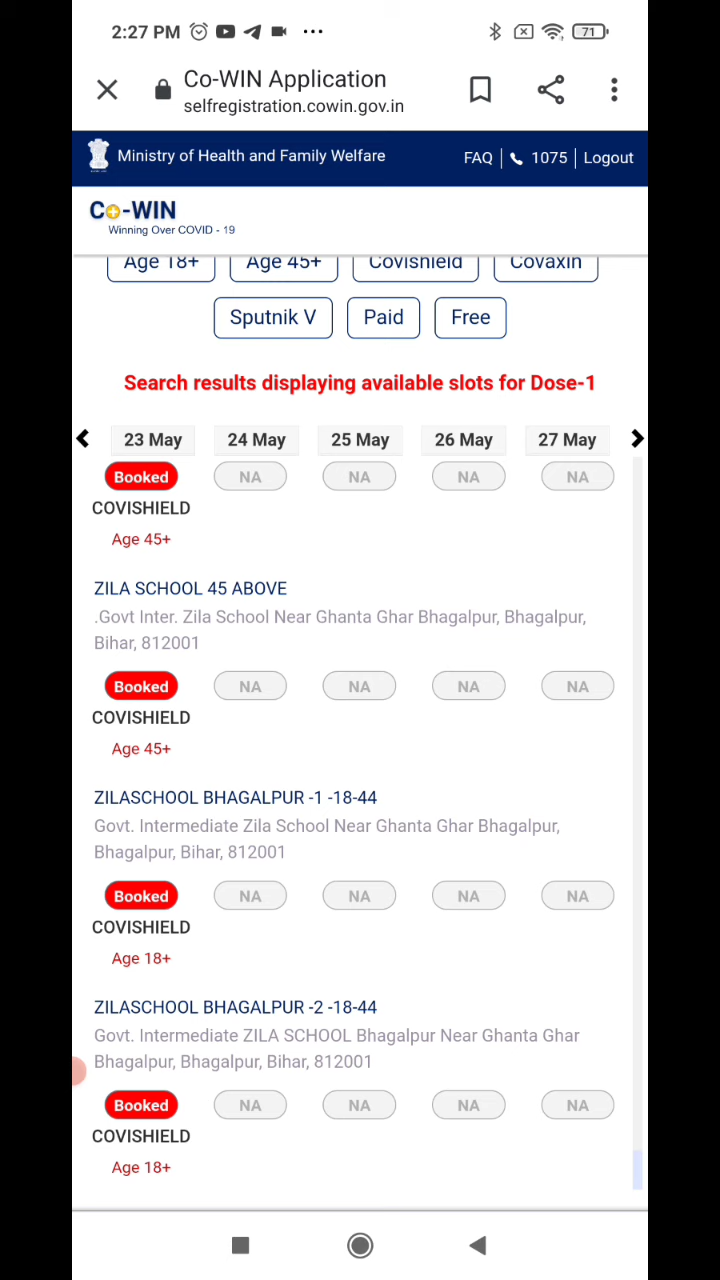 2:27 PM
71
Co-WIN Application
selfregistration.cowin.gov.in
Ministry of Health and Family Welfare
FAQ | 1075 | Logout
Co-WIN
Winning Over COVID - 19
Age 18+ Age 45+ Covishield Covaxin
Sputnik V Paid Free
Search results displaying available slots for Dose-1
23 May 24 May 25 May 26 May 27 May
Booked NA NA NA NA
COVISHIELD
Age 45+
ZILA SCHOOL 45 ABOVE
.Govt Inter. Zila School Near Ghanta Ghar Bhagalpur, Bhagalpur,
Bihar, 812001
Booked NA NA NA NA
COVISHIELD
Age 45+
ZILASCHOOL BHAGALPUR -1 -18-44
Govt. Intermediate Zila School Near Ghanta Ghar Bhagalpur,
Bhagalpur, Bihar, 812001
Booked NA NA NA NA
COVISHIELD
Age 18+
ZILASCHOOL BHAGALPUR -2 -18-44
Govt. Intermediate ZILA SCHOOL Bhagalpur Near Ghanta Ghar
Bhagalpur, Bhagalpur, Bihar, 812001
Booked NA NA NA NA
COVISHIELD
Age 18+